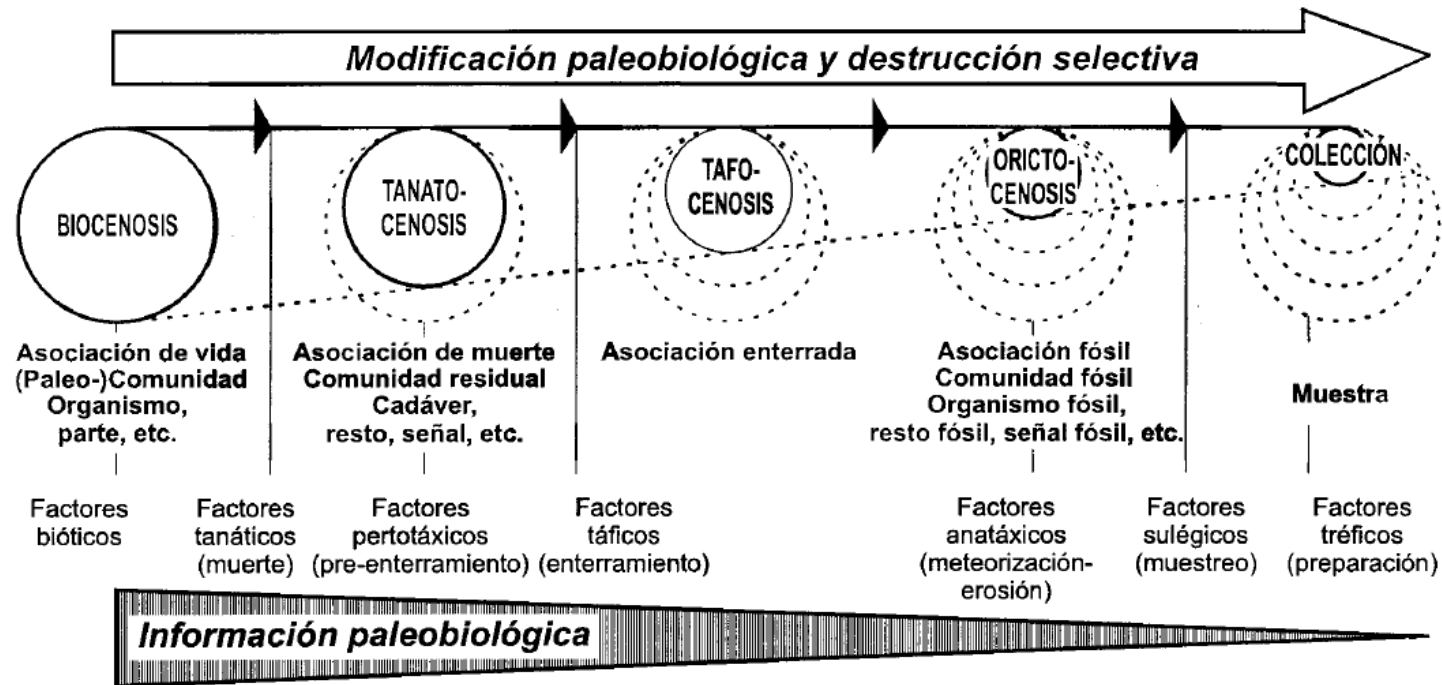 Modificación paleobiológica y destrucción selectiva
BIOCENOSIS
TANATO-
CENOSIS
TAFO-
CENOSIS
ORICTO-
CENOSIS
COLECCIÓN
Asociación de vida
(Paleo-)Comunidad
Organismo,
parte, etc.
Asociación de muerte
Comunidad residual
Cadáver,
resto, señal, etc.
Asociación enterrada
Asociación fósil
Comunidad fósil
Organismo fósil,
resto fósil, señal fósil, etc.
Muestra
Factores
bióticos
Factores
tanáticos
(muerte)
Factores
pertotáxicos
(pre-enterramiento)
Factores
táficos
(enterramiento)
Factores
anatáxicos
(meteorización-
erosión)
Factores
sulégicos
(muestreo)
Factores
tréficos
(preparación)
Información paleobiológica